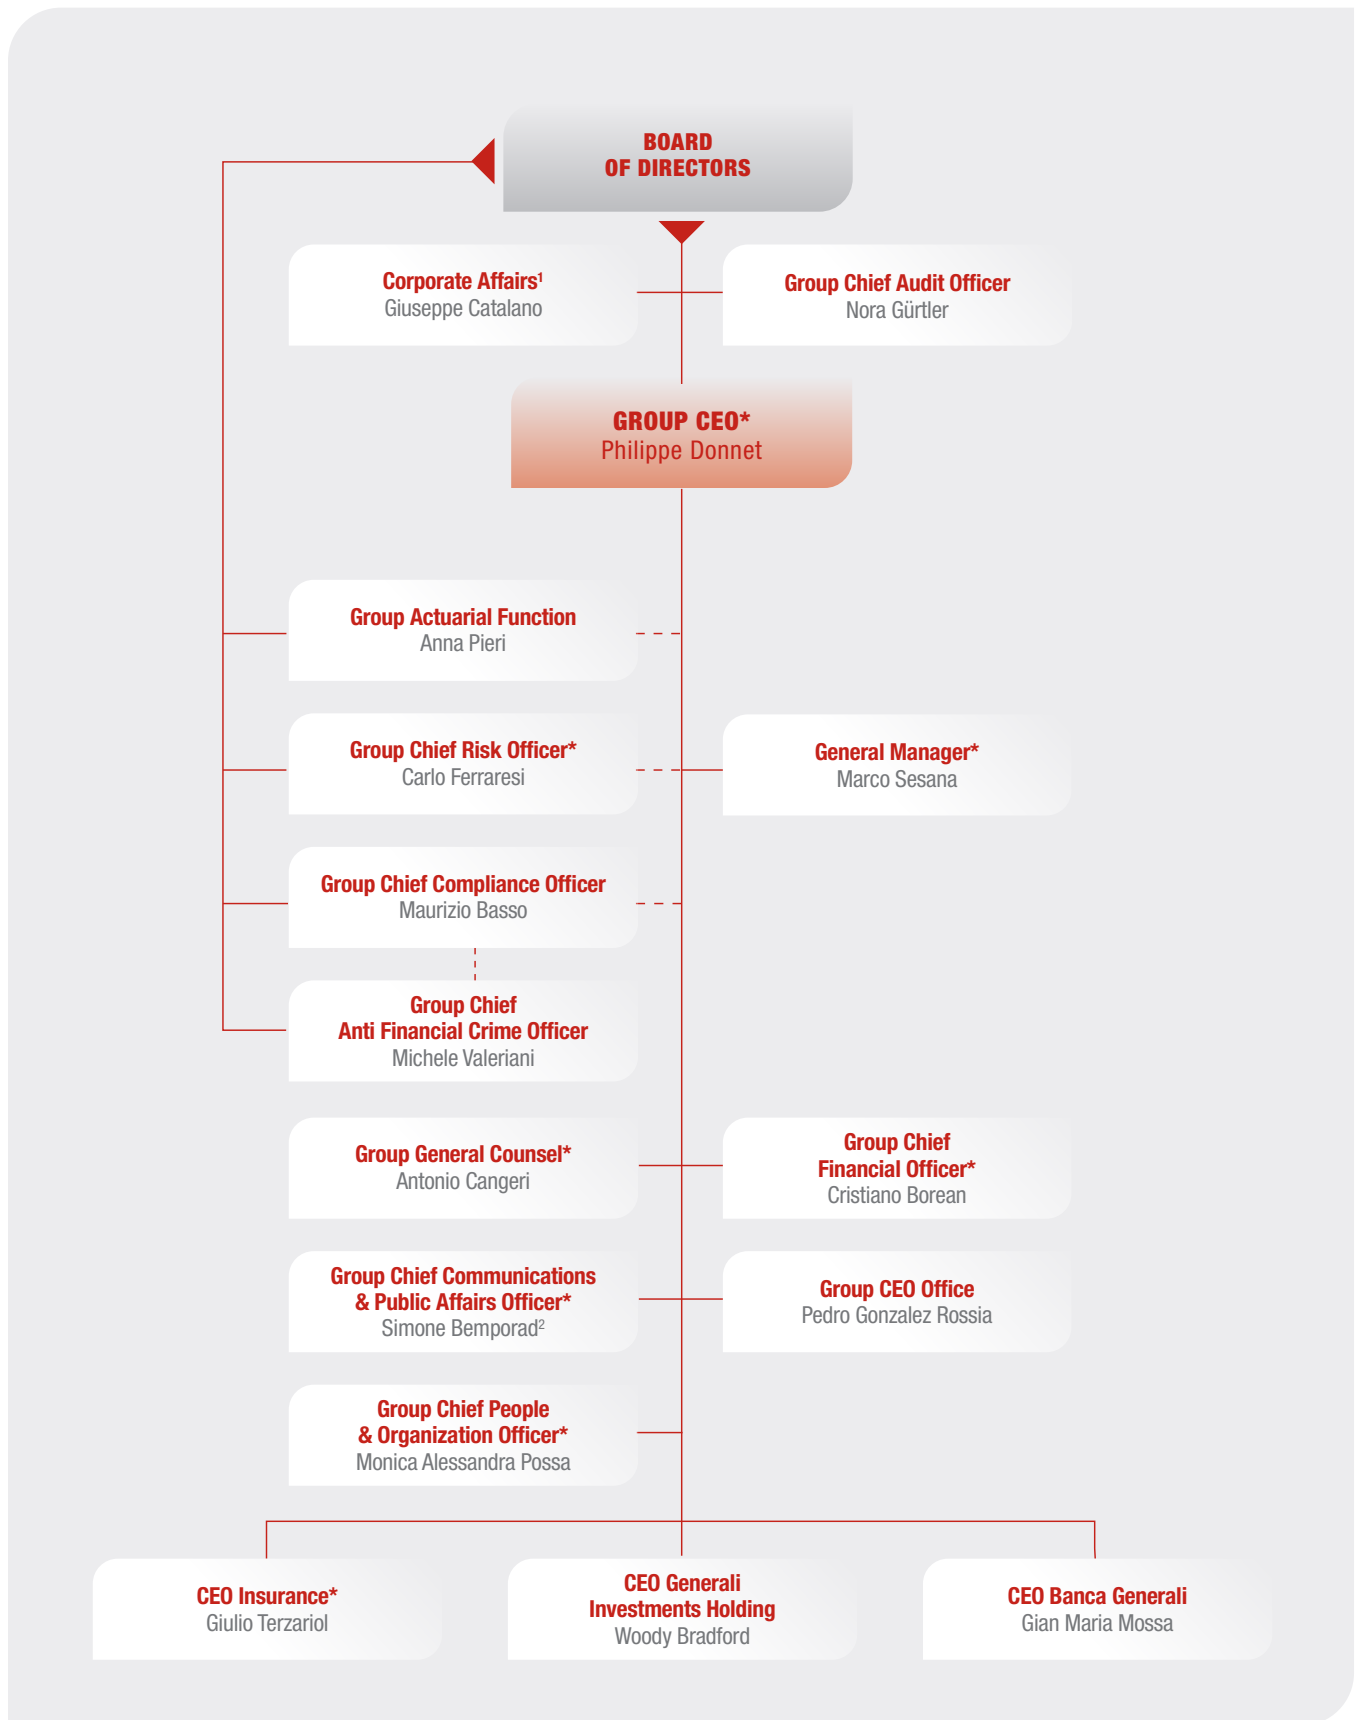 BOARD
OF DIRECTORS
Corporate Affairs¹
Giuseppe Catalano
Group Chief Audit Officer
Nora Gürtler
GROUP CEO*
Philippe Donnet
Group Actuarial Function
Anna Pieri
Group Chief Risk Officer*
Carlo Ferraresi
General Manager*
Marco Sesana
Group Chief Compliance Officer
Maurizio Basso
Group Chief
Anti Financial Crime Officer
Michele Valeriani
Group General Counsel*
Antonio Cangeri
Group Chief
Financial Officer*
Cristiano Borean
Group Chief Communications
& Public Affairs Officer*
Simone Bemporad²
Group CEO Office
Pedro Gonzalez Rossia
Group Chief People
& Organization Officer*
Monica Alessandra Possa
CEO Insurance*
Giulio Terzariol
CEO Generali
Investments Holding
Woody Bradford
CEO Banca Generali
Gian Maria Mossa